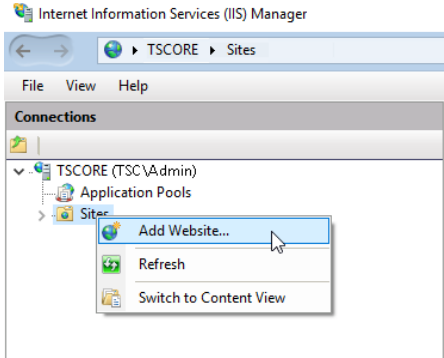 Internet Information Services (IIS) Manager
TSCORE Sites
File View Help
Connections
TSCORE (TSC\Admin)
Application Pools
Sites
Add Website...
Refresh
Switch to Content View